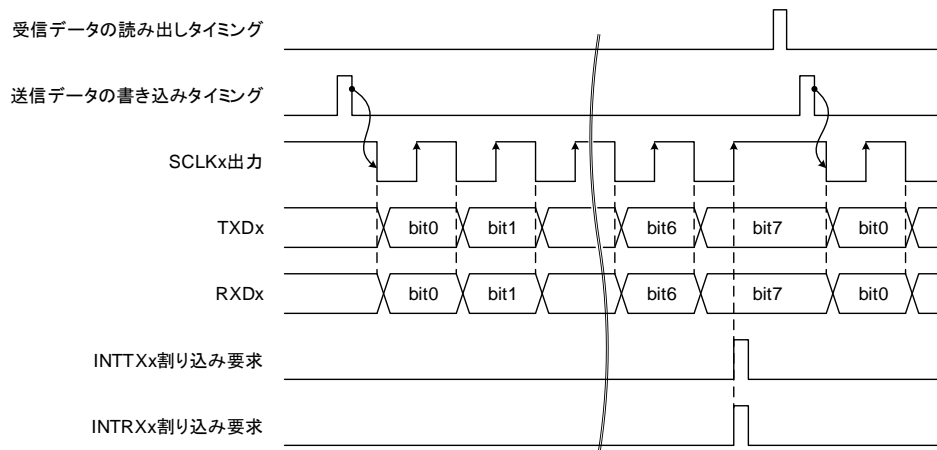 受信データの読み出しタイミング
送信データの書き込みタイミング
SCLKx出力
TXDx bit0 bit1 bit6 bit7 bit0
RXDx bit0 bit1 bit6 bit7 bit0
INTTXx割り込み要求
INTRXx割り込み要求